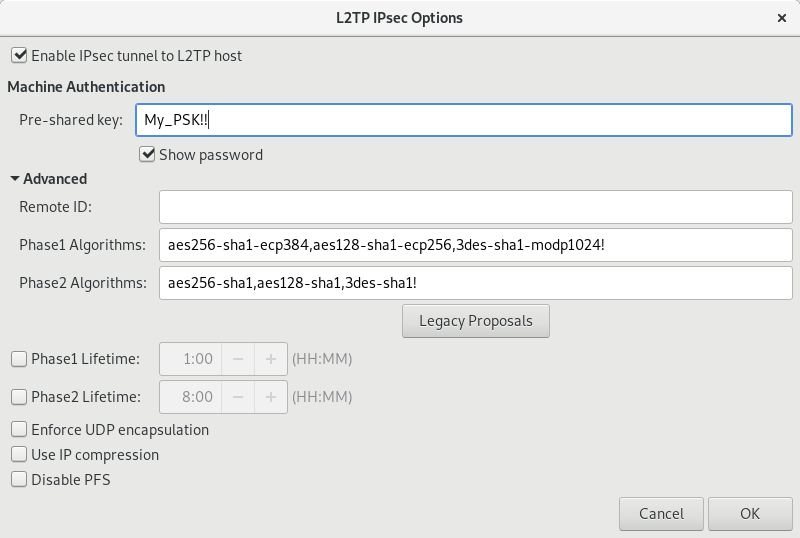 L2TP IPsec Options
Enable IPsec tunnel to L2TP host
Machine Authentication
Pre-shared key: My_PSK!!
Show password
Advanced
Remote ID:
Phase1 Algorithms: aes256-sha1-ecp384,aes128-sha1-ecp256,3des-sha1-modp1024!
Phase2 Algorithms: aes256-sha1,aes128-sha1,3des-sha1!
Legacy Proposals
Phase1 Lifetime: 1:00 − + (HH:MM)
Phase2 Lifetime: 8:00 − + (HH:MM)
Enforce UDP encapsulation
Use IP compression
Disable PFS
Cancel OK